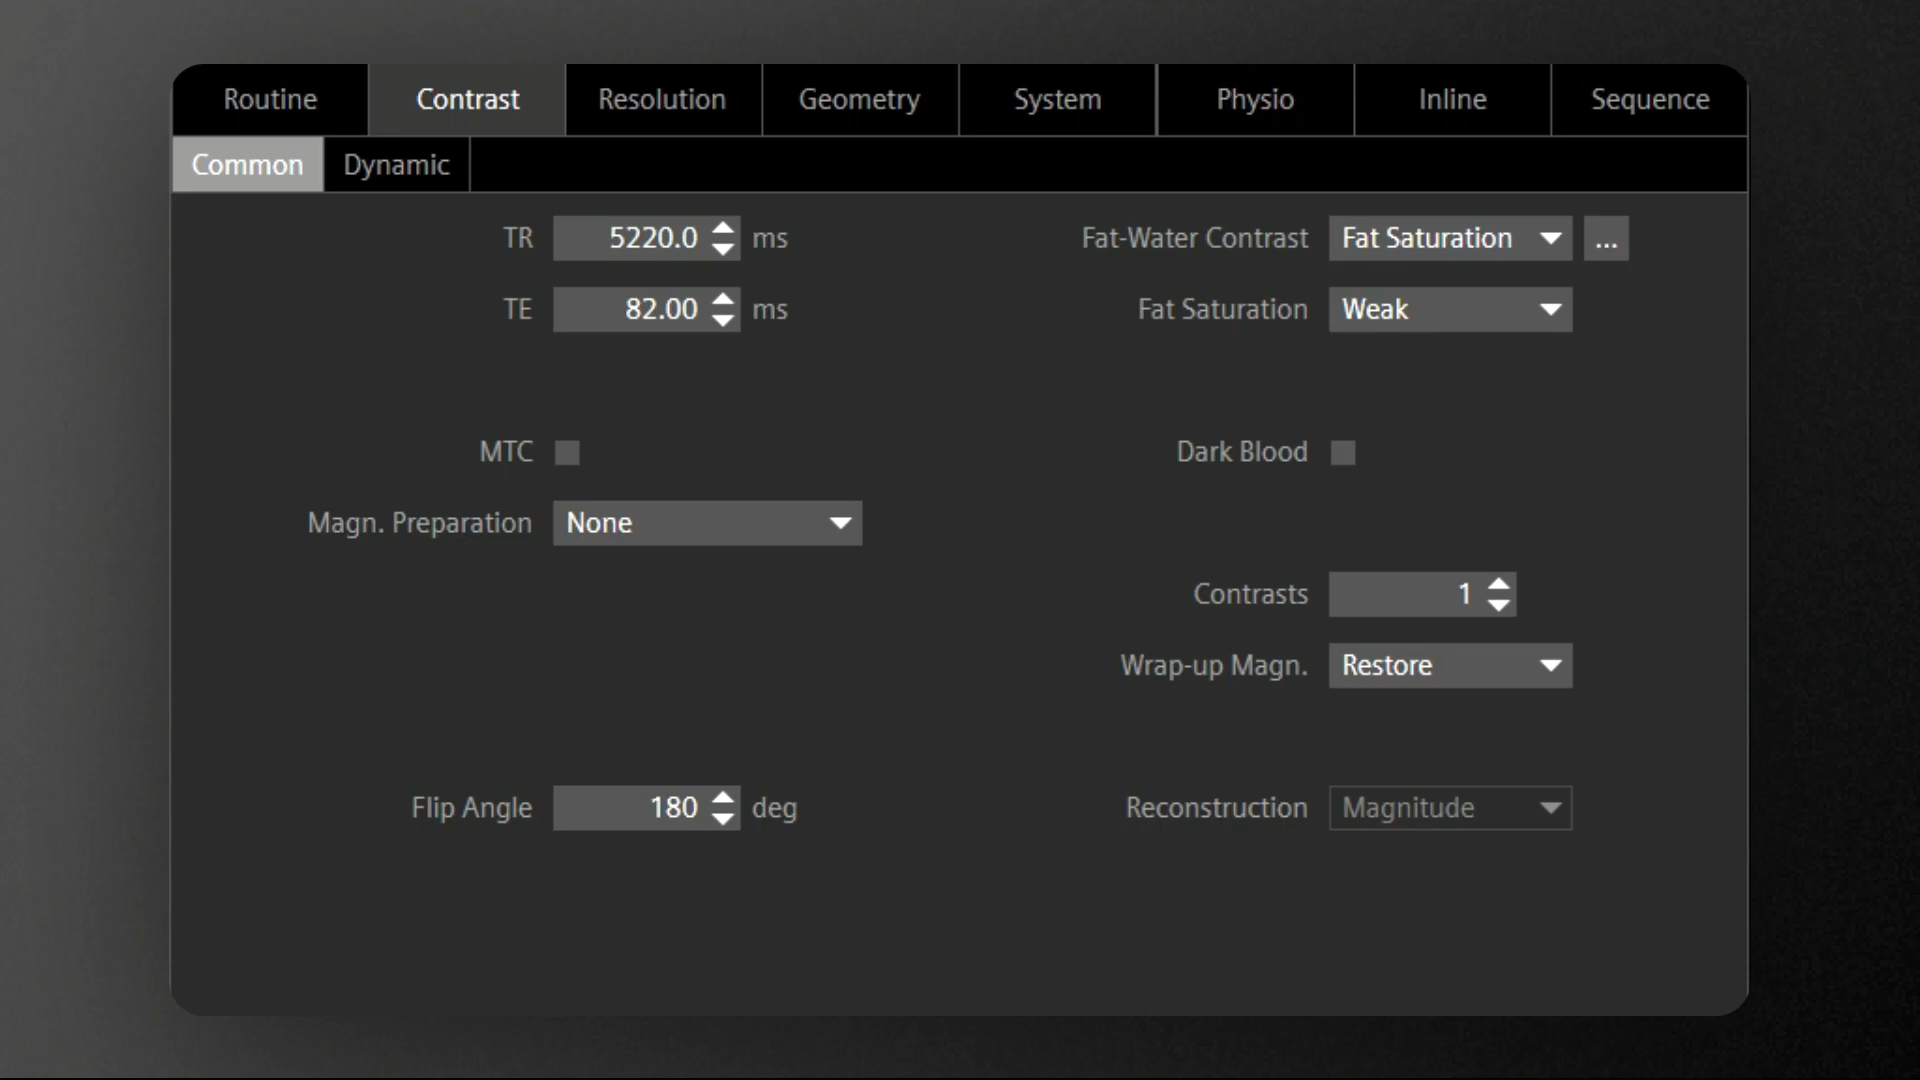 Routine Contrast Resolution Geometry System Physio Inline Sequence
Common Dynamic
TR 5220.0 ms Fat-Water Contrast Fat Saturation ...
TE 82.00 ms Fat Saturation Weak
MTC Dark Blood
Magn. Preparation None
Contrasts 1
Wrap-up Magn. Restore
Flip Angle 180 deg Reconstruction Magnitude